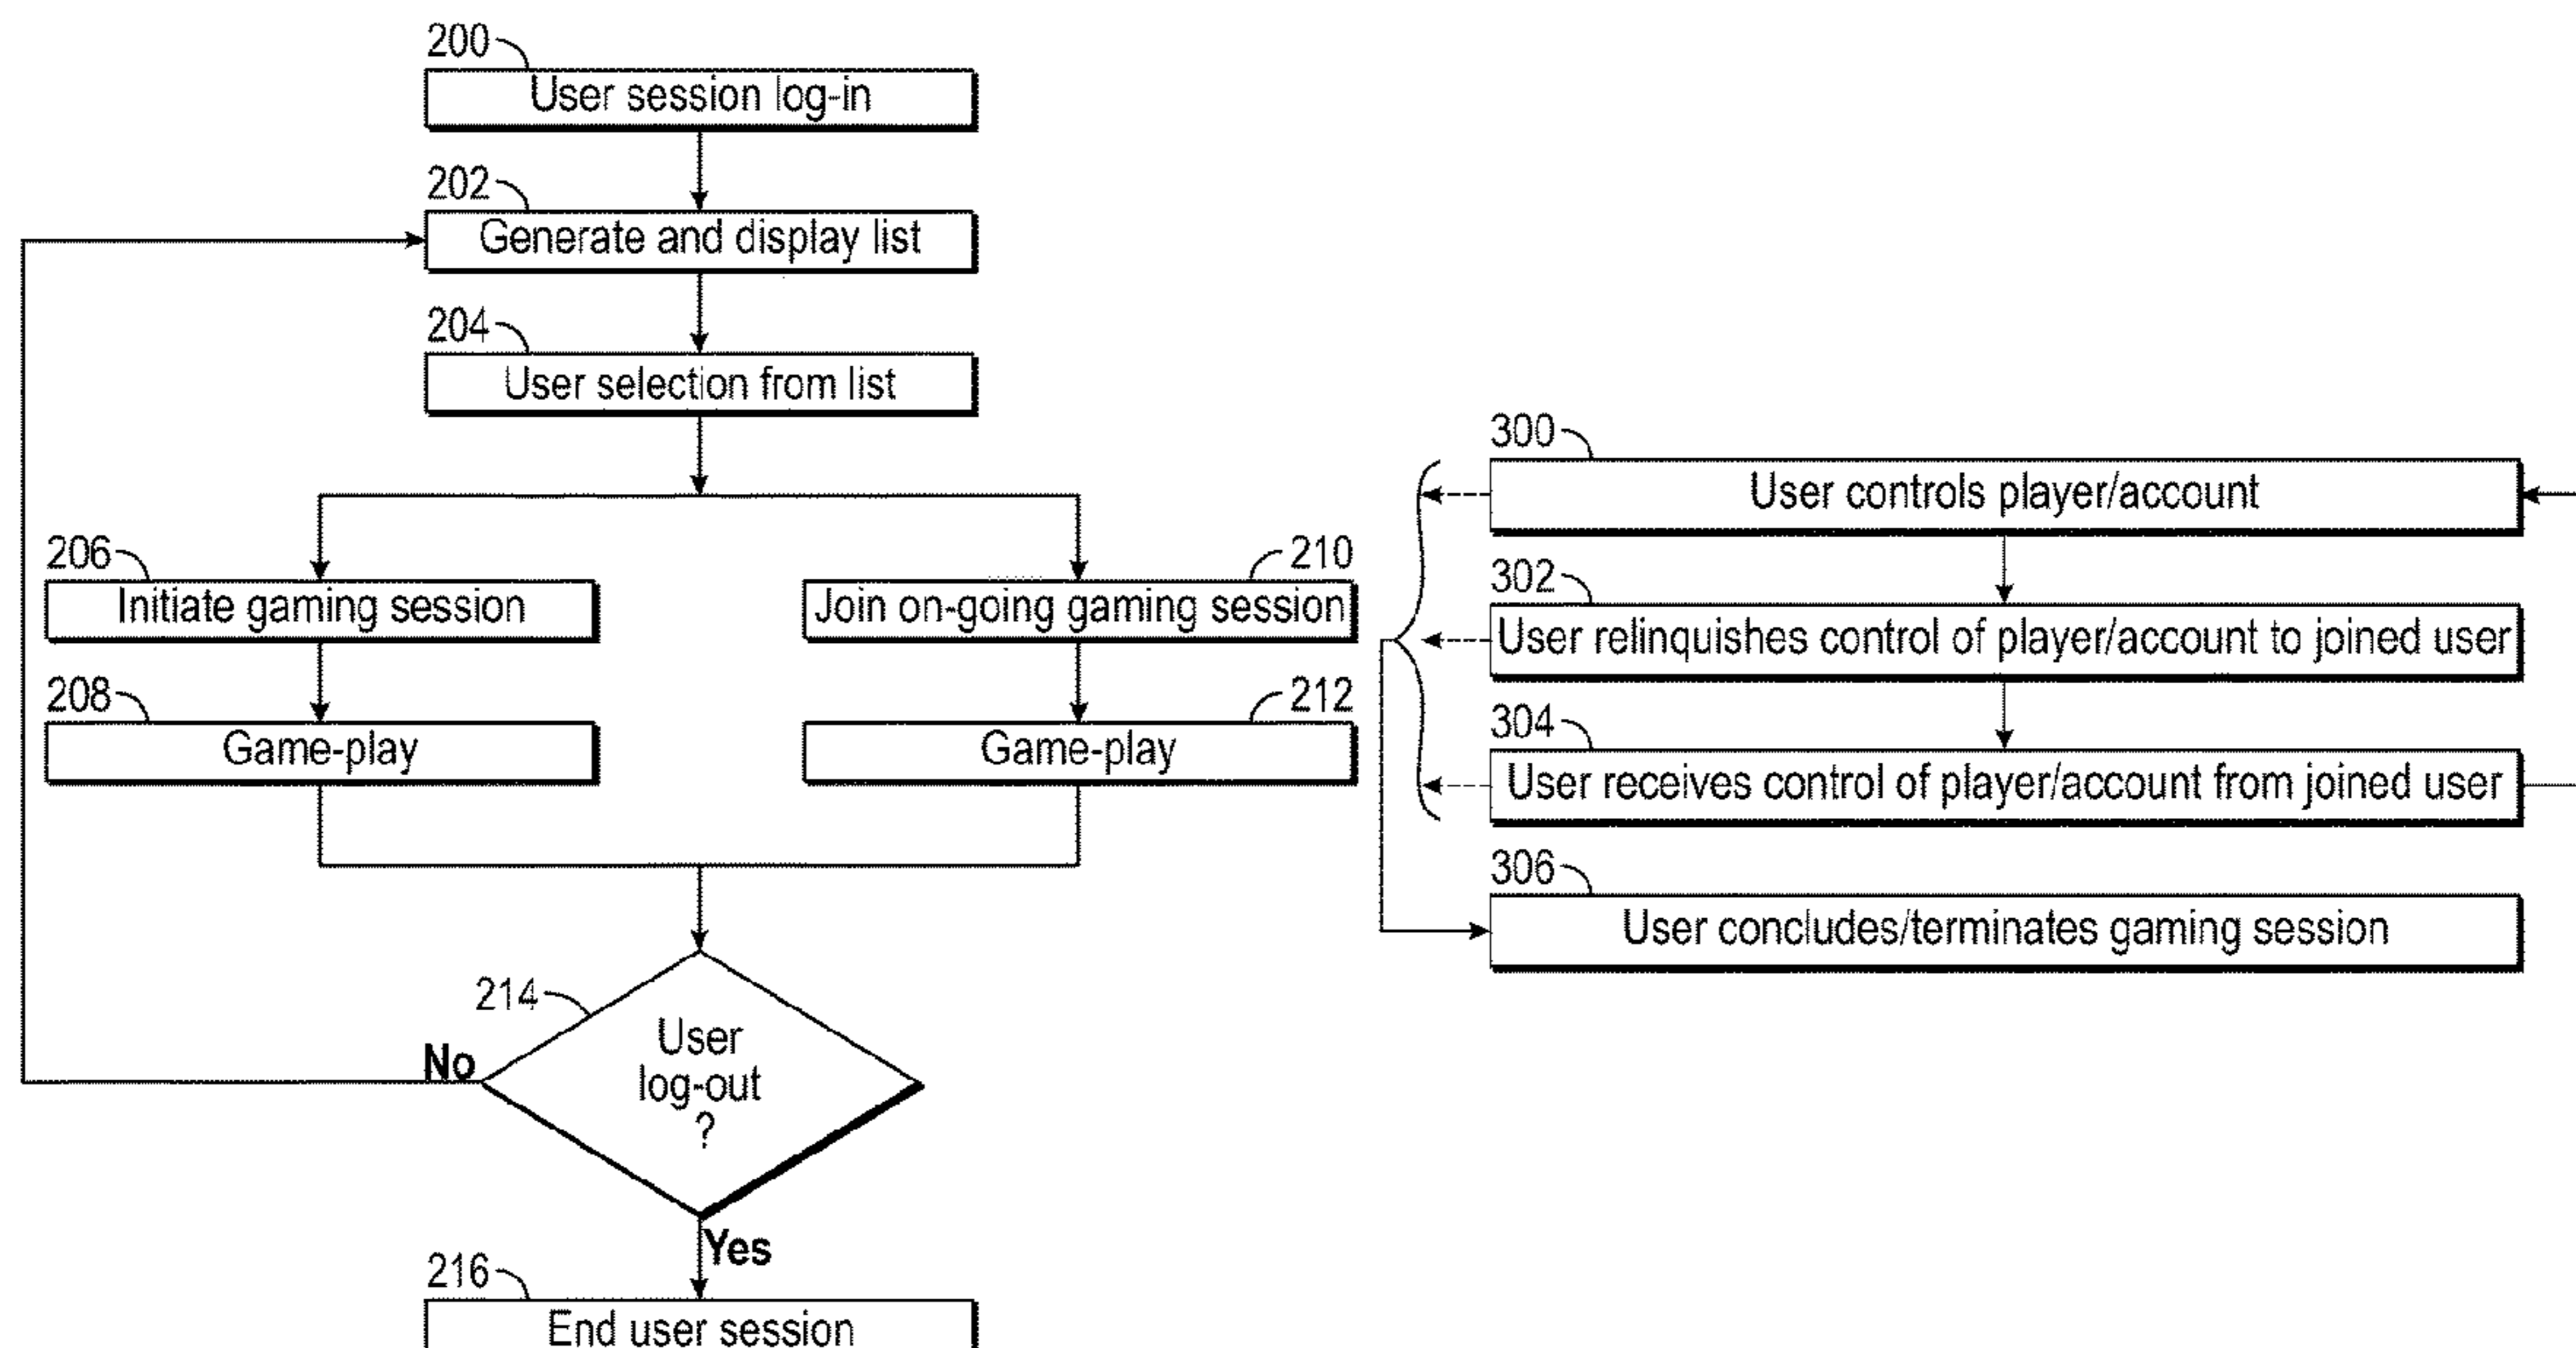 200
User session log-in
202
Generate and display list
204
User selection from list
206
Initiate gaming session
208
Game-play
210
Join on-going gaming session
212
Game-play
214
User
log-out
?
No
Yes
216
End user session
300
User controls player/account
302
User relinquishes control of player/account to joined user
304
User receives control of player/account from joined user
306
User concludes/terminates gaming session